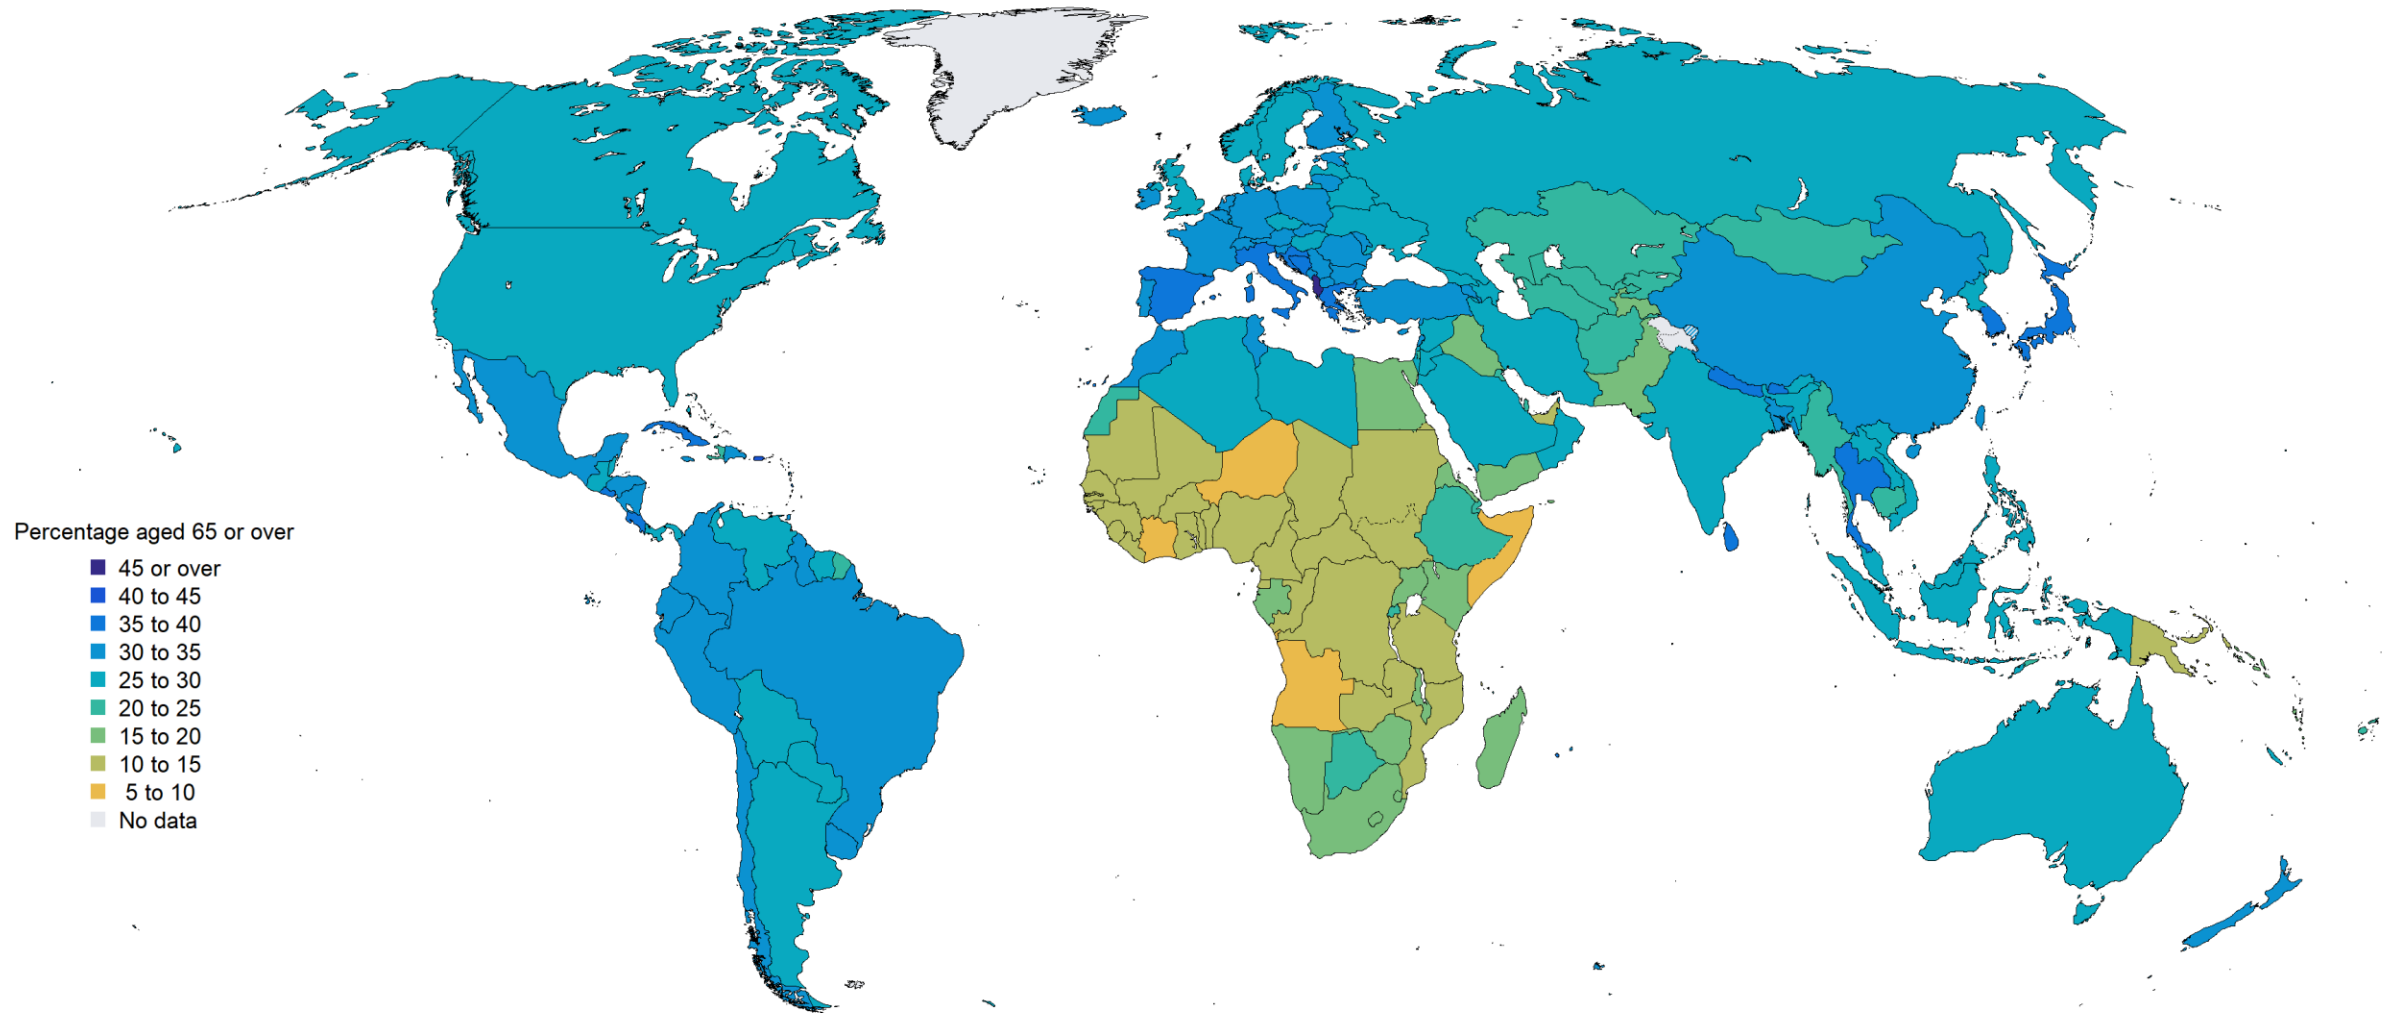 Percentage aged 65 or over
45 or over
40 to 45
35 to 40
30 to 35
25 to 30
20 to 25
15 to 20
10 to 15
5 to 10
No data